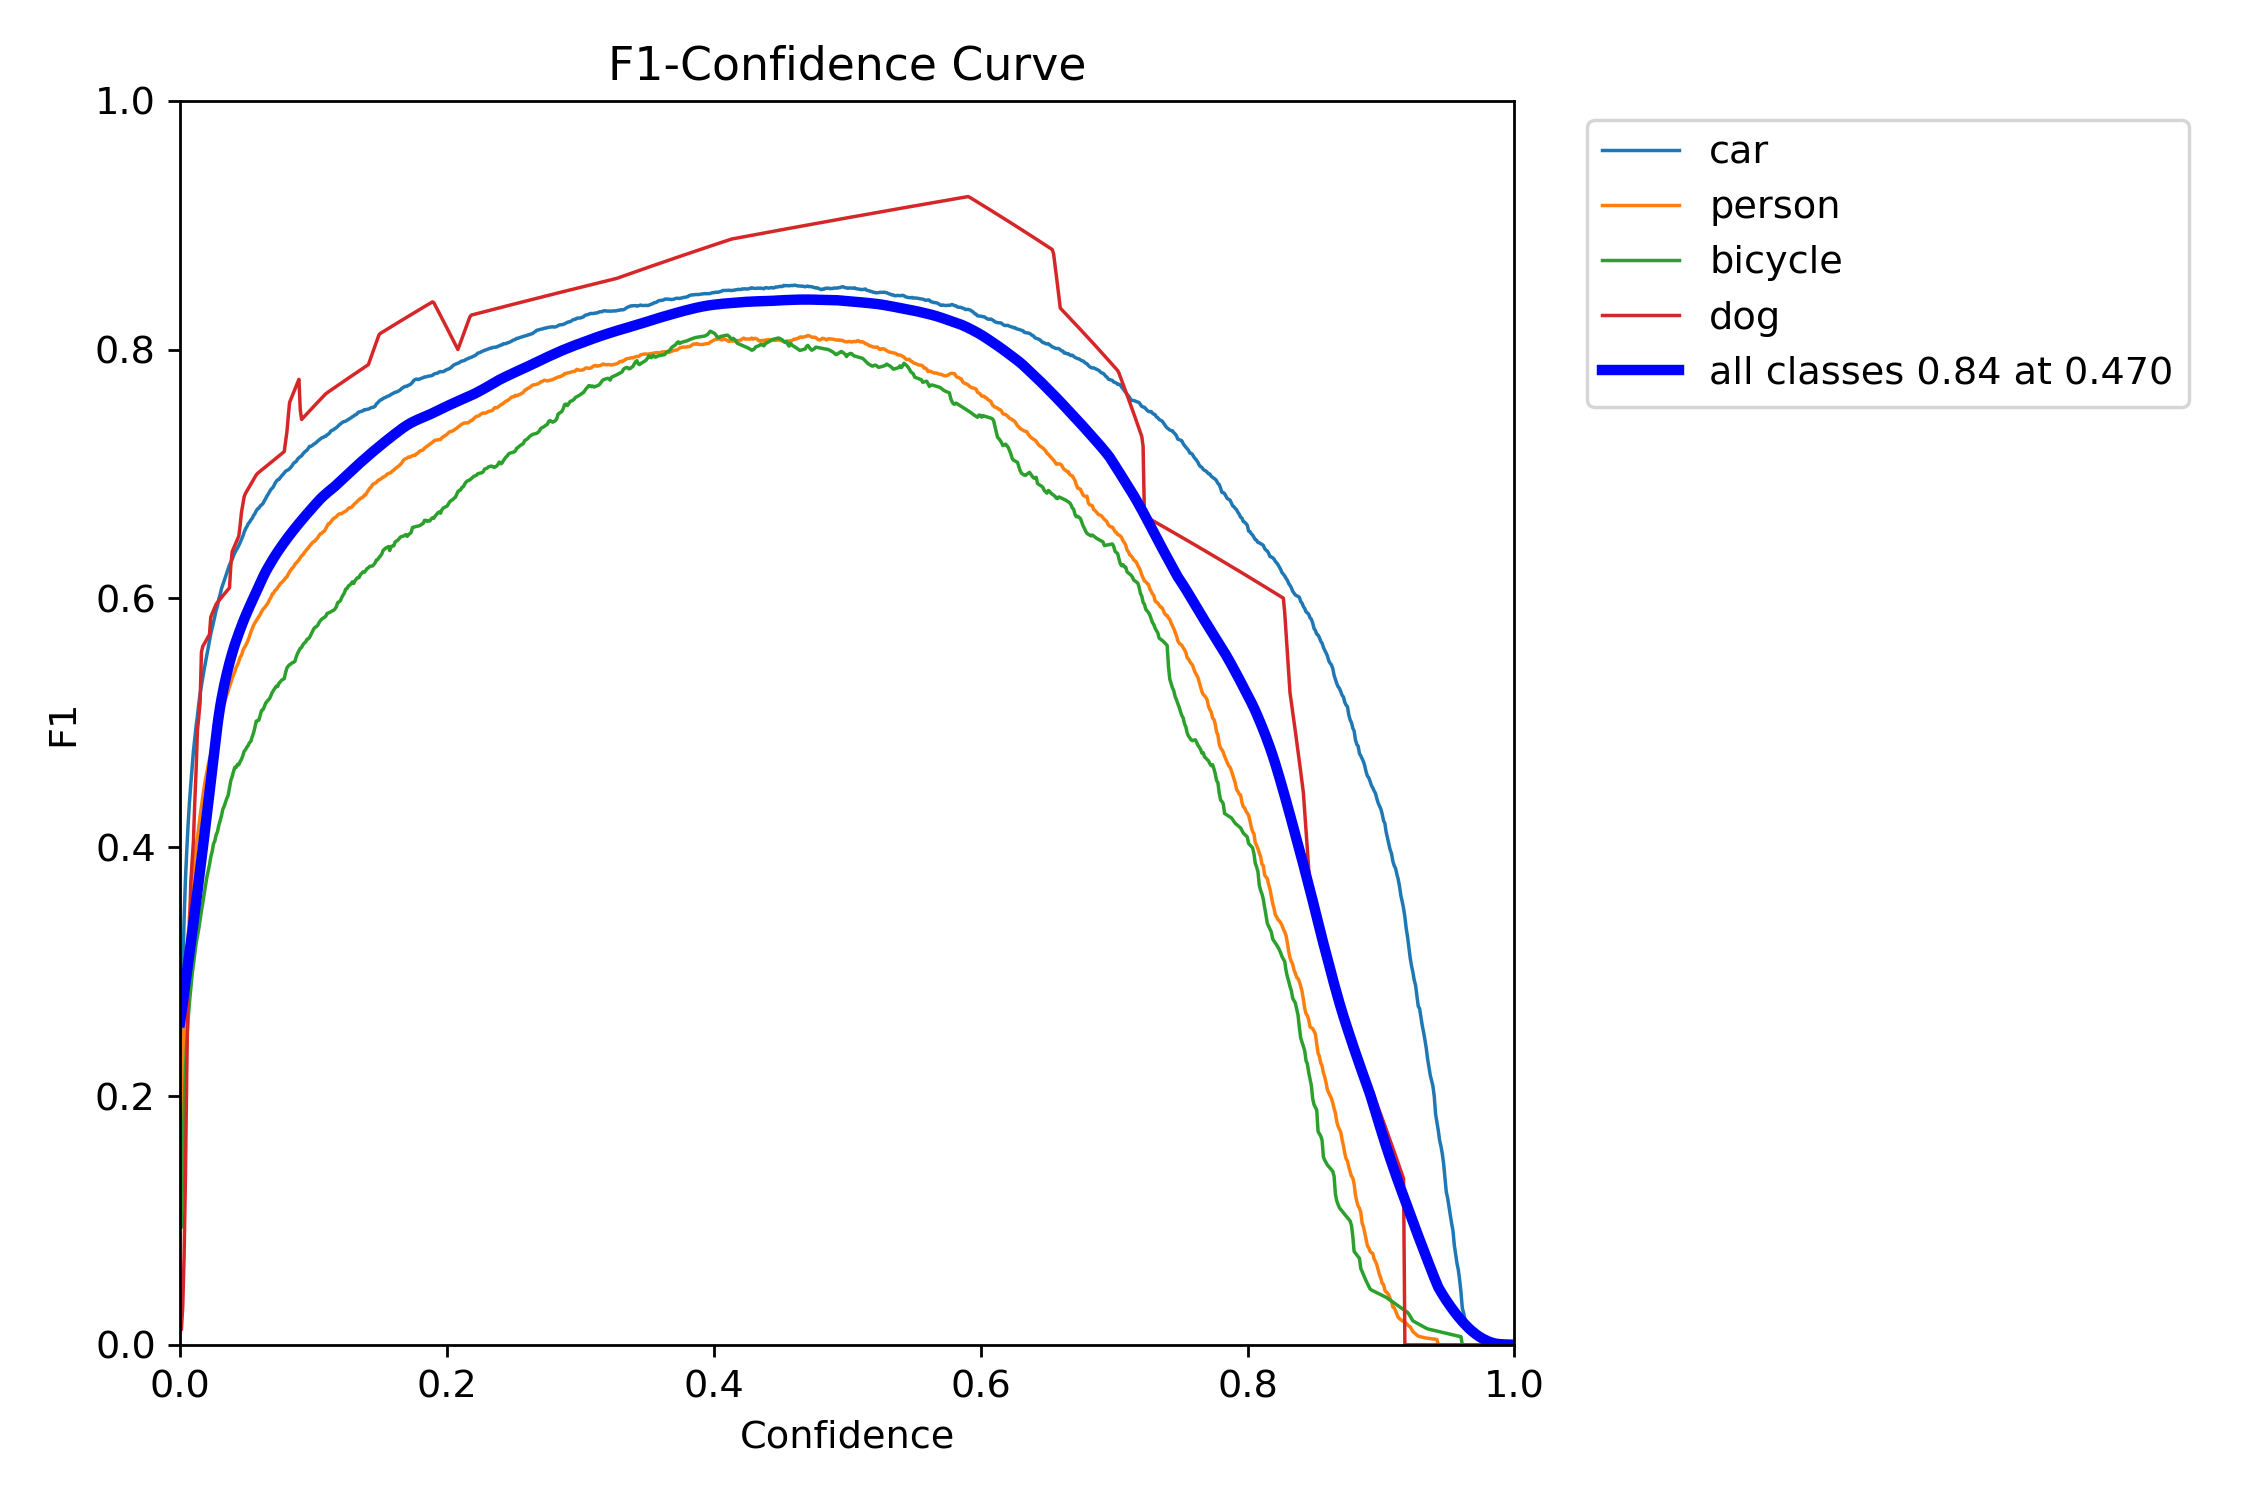 F1-Confidence Curve
1.0
0.8
0.6
0.4
0.2
0.0
F1
0.0 0.2 0.4 0.6 0.8 1.0
Confidence
car
person
bicycle
dog
all classes 0.84 at 0.470